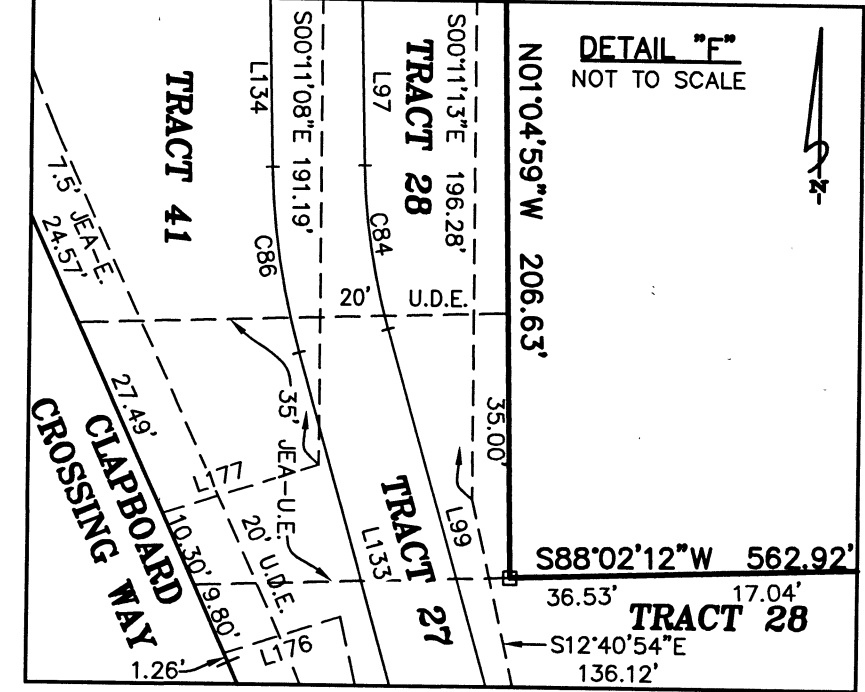 DETAIL "F"
NOT TO SCALE
N
N01°04'59"W 206.63'
S00°11'13"E 196.28'
TRACT 28
L97
C84
S00°11'08"E 191.19'
L134
C86
TRACT 41
7.5' JEA-E.
24.57'
20' U.D.E.
27.49'
35' JEA-U.E.
35.00'
CLAPBOARD
CROSSING WAY
L177
10.30'
9.80'
20' U.D.E.
L176
1.26'
L133
TRACT 27
L99
S88°02'12"W 562.92'
36.53' 17.04'
TRACT 28
S12°40'54"E
136.12'